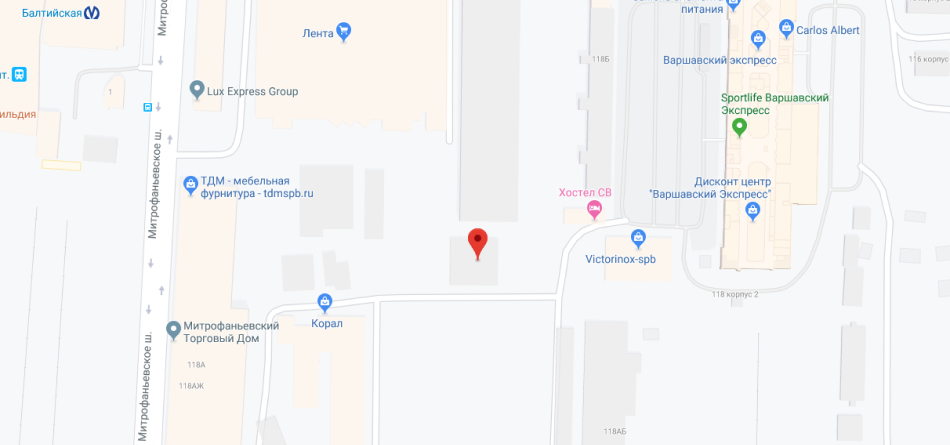 Балтийская
питания
Carlos Albert
116 корпус
Лента
Варшавский экспресс
118Б
Lux Express Group
1
Sportlife Варшавский
Экспресс
ильдия
ТДМ - мебельная
фурнитура - tdmspb.ru
Хостел СВ
Дисконт центр
"Варшавский Экспресс"
Митрофаньевское ш.
Victorinox-spb
118 корпус 2
Корал
Митрофаньевский
Торговый Дом
118А
118АЖ
Митрофаньевское ш.
118АБ